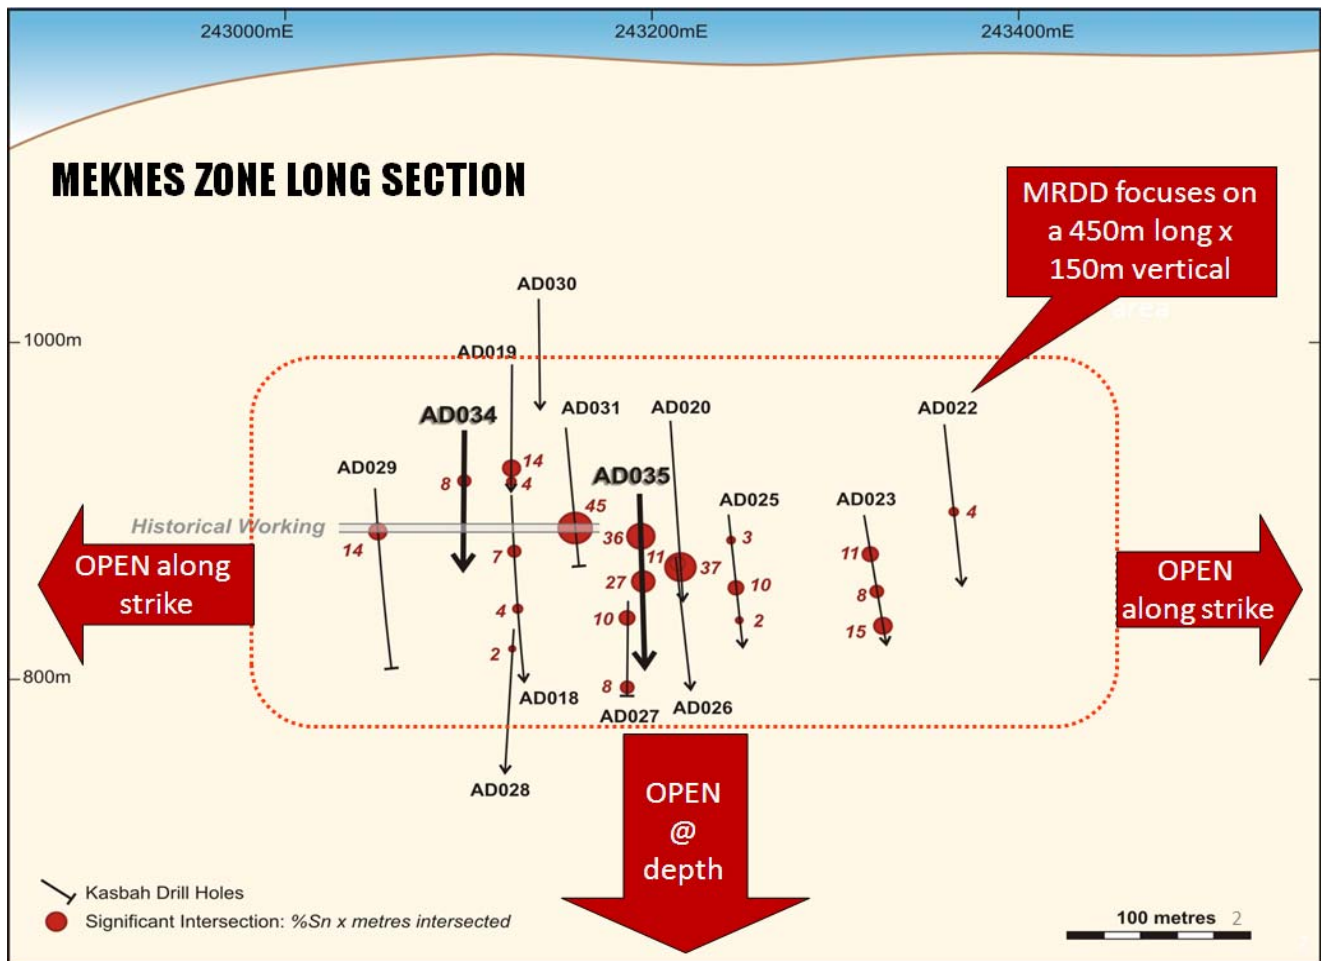 243000mE
243200mE
243400mE
MEKNES ZONE LONG SECTION
MRDD focuses on
a 450m long x
150m vertical
area
AD030
1000m
AD019
AD034
AD031
AD020
AD022
AD029
14
8
4
AD035
AD025
AD023
45
4
Historical Working
36
3
14
7
11
37
11
OPEN along
strike
27
10
8
OPEN
along strike
4
10
2
15
2
800m
8
AD018
AD027
AD026
AD028
OPEN
@
depth
Kasbah Drill Holes
Significant Intersection: %Sn x metres intersected
100 metres
2